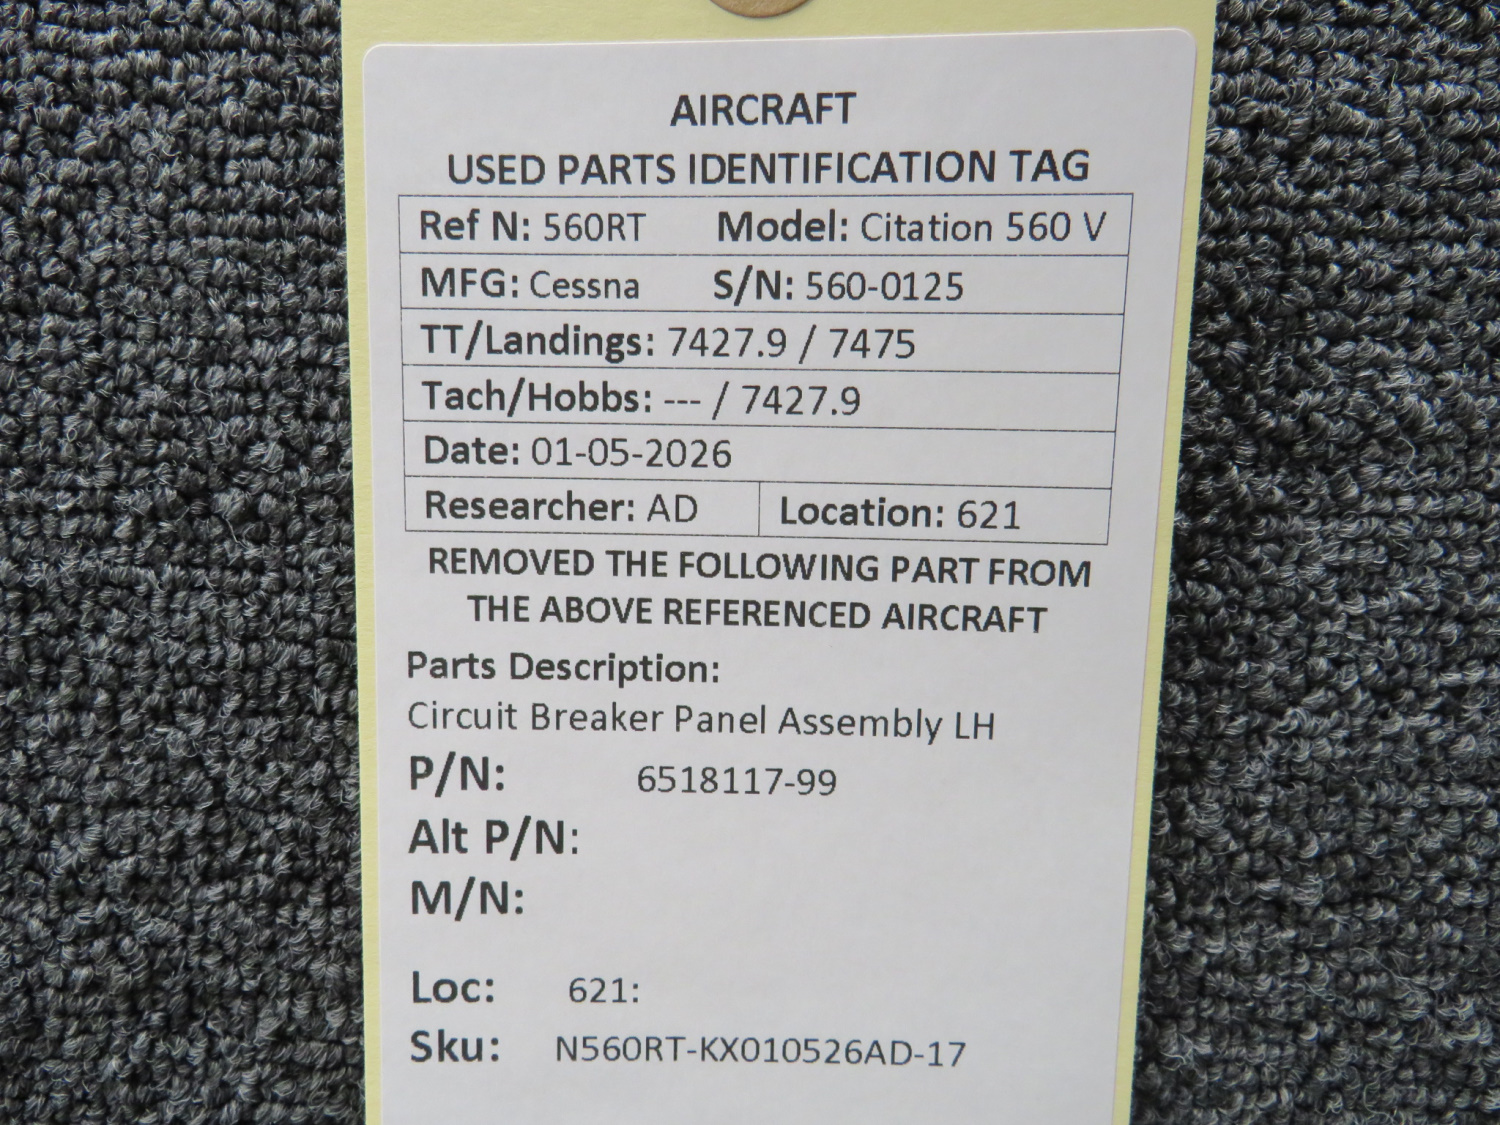 AIRCRAFT
USED PARTS IDENTIFICATION TAG
Ref N: 560RT Model: Citation 560 V
MFG: Cessna S/N: 560-0125
TT/Landings: 7427.9 / 7475
Tach/Hobbs: --- / 7427.9
Date: 01-05-2026
Researcher: AD Location: 621
REMOVED THE FOLLOWING PART FROM
THE ABOVE REFERENCED AIRCRAFT
Parts Description:
Circuit Breaker Panel Assembly LH
P/N: 6518117-99
Alt P/N:
M/N:
Loc: 621:
Sku: N560RT-KX010526AD-17